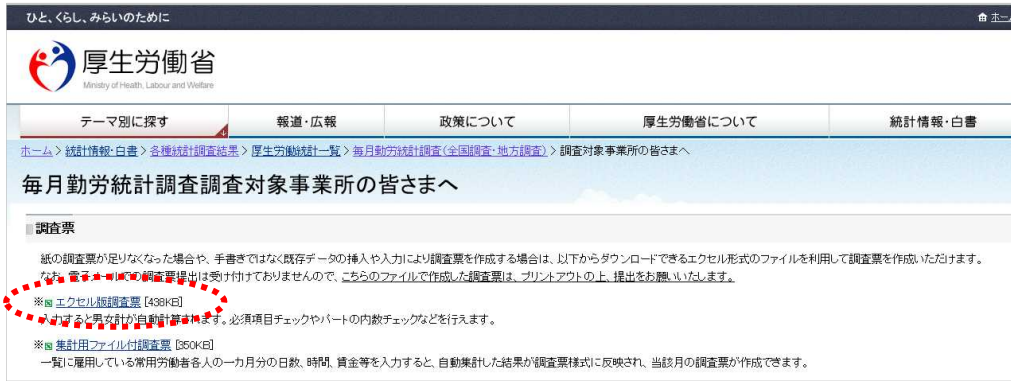 ひと、くらし、みらいのために
ホーム
厚生労働省
Ministry of Health, Labour and Welfare
テーマ別に探す 報道・広報 政策について 厚生労働省について 統計情報・白書
ホーム > 統計情報・白書 > 各種統計調査結果 > 厚生労働統計一覧 > 毎月勤労統計調査(全国調査・地方調査) > 調査対象事業所の皆さまへ
毎月勤労統計調査調査対象事業所の皆さまへ
調査票
紙の調査票が足りなくなった場合や、手書きではなく既存データの挿入や入力により調査票を作成する場合は、以下からダウンロードできるエクセル形式のファイルを利用して調査票を作成いただけます。
なお、電子メールでの調査票提出は受け付けておりませんので、こちらのファイルで作成した調査票は、プリントアウトの上、提出をお願いいたします。
※エクセル版調査票 [438KB]
入力すると男女計が自動計算されます。必須項目チェックやパートの内数チェックなどを行えます。
※集計用ファイル付調査票 [350KB]
一覧に雇用している常用労働者各人の一カ月分の日数、時間、賃金等を入力すると、自動集計した結果が調査票様式に反映され、当該月の調査票が作成できます。